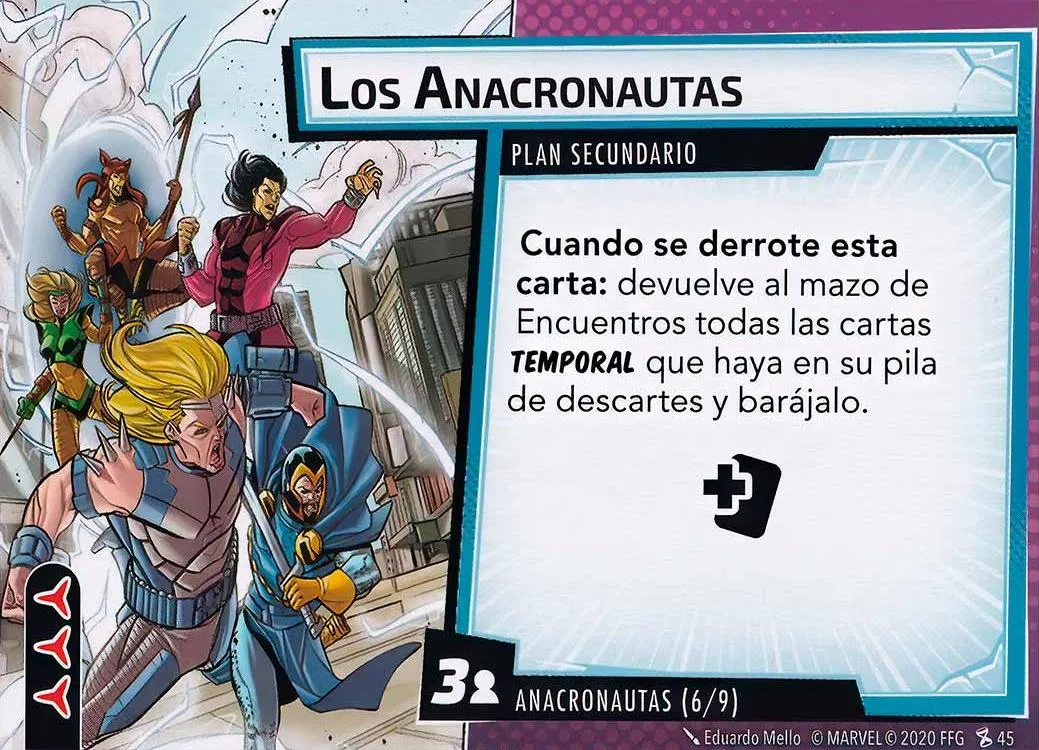 Los Anacronautas
PLAN SECUNDARIO
Cuando se derrote esta
carta: devuelve al mazo de
Encuentros todas las cartas
TEMPORAL que haya en su pila
de descartes y barájalo.
3
ANACRONAUTAS (6/9)
Eduardo Mello © MARVEL © 2020 FFG 45